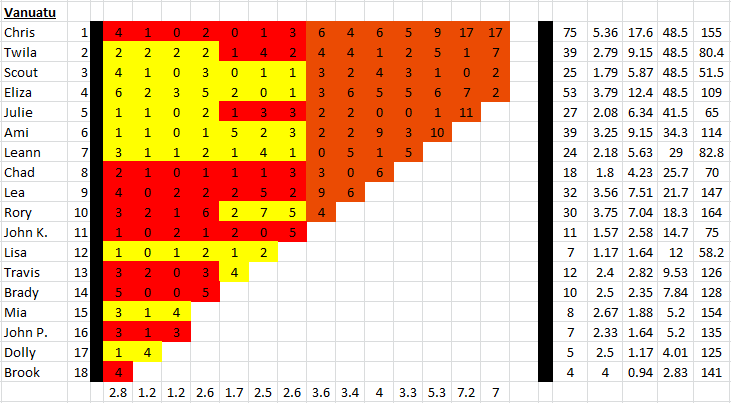 Vanuatu
Chris 1 4 1 0 2 0 1 3 6 4 6 5 9 17 17 75 5.36 17.6 48.5 155
Twila 2 2 2 2 2 1 4 2 4 4 1 2 5 1 7 39 2.79 9.15 48.5 80.4
Scout 3 4 1 0 3 0 1 1 3 2 4 3 1 0 2 25 1.79 5.87 48.5 51.5
Eliza 4 6 2 3 5 2 0 1 3 6 5 5 6 7 2 53 3.79 12.4 48.5 109
Julie 5 1 1 0 2 1 3 3 2 2 0 0 1 11 27 2.08 6.34 41.5 65
Ami 6 1 1 0 1 5 2 3 2 2 9 3 10 39 3.25 9.15 34.3 114
Leann 7 3 1 1 2 1 4 1 0 5 1 5 24 2.18 5.63 29 82.8
Chad 8 2 1 0 1 1 1 3 3 0 6 18 1.8 4.23 25.7 70
Lea 9 4 0 2 2 2 5 2 9 6 32 3.56 7.51 21.7 147
Rory 10 3 2 1 6 2 7 5 4 30 3.75 7.04 18.3 164
John K. 11 1 0 2 1 2 0 5 11 1.57 2.58 14.7 75
Lisa 12 1 0 1 2 1 2 7 1.17 1.64 12 58.2
Travis 13 3 2 0 3 4 12 2.4 2.82 9.53 126
Brady 14 5 0 0 5 10 2.5 2.35 7.84 128
Mia 15 3 1 4 8 2.67 1.88 5.2 154
John P. 16 3 1 3 7 2.33 1.64 5.2 135
Dolly 17 1 4 5 2.5 1.17 4.01 125
Brook 18 4 4 4 0.94 2.83 141
2.8 1.2 1.2 2.6 1.7 2.5 2.6 3.6 3.4 4 3.3 5.3 7.2 7